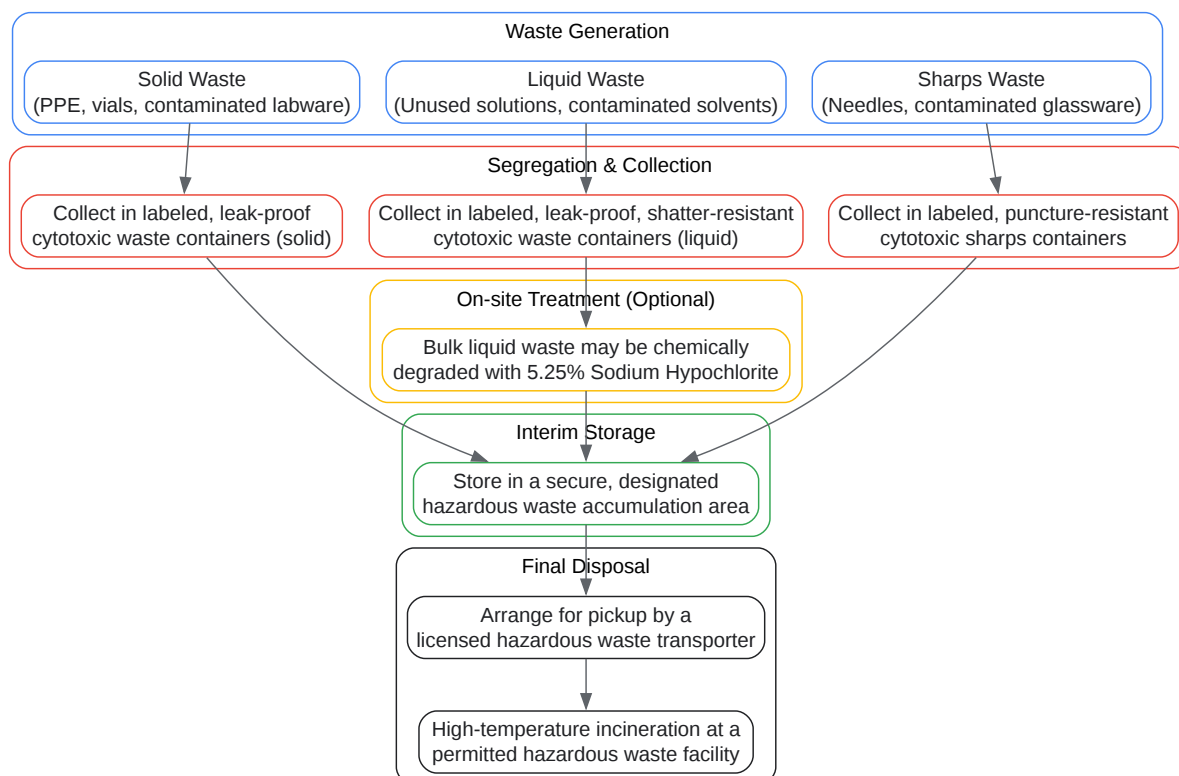 Waste Generation
Solid Waste
(PPE, vials, contaminated labware)
Liquid Waste
(Unused solutions, contaminated solvents)
Sharps Waste
(Needles, contaminated glassware)
Segregation & Collection
Collect in labeled, leak-proof
cytotoxic waste containers (solid)
Collect in labeled, leak-proof, shatter-resistant
cytotoxic waste containers (liquid)
Collect in labeled, puncture-resistant
cytotoxic sharps containers
On-site Treatment (Optional)
Bulk liquid waste may be chemically
degraded with 5.25% Sodium Hypochlorite
Interim Storage
Store in a secure, designated
hazardous waste accumulation area
Final Disposal
Arrange for pickup by a
licensed hazardous waste transporter
High-temperature incineration at a
permitted hazardous waste facility